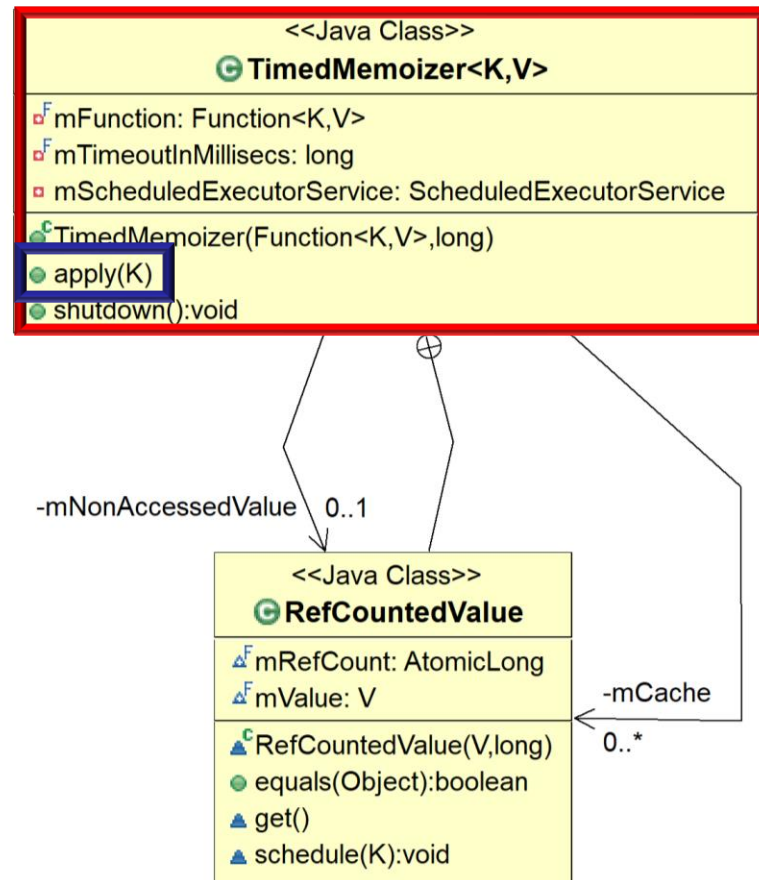 <<Java Class>>
C TimedMemoizer<K,V>
F mFunction: Function<K,V>
F mTimeoutInMillisecs: long
mScheduledExecutorService: ScheduledExecutorService
C TimedMemoizer(Function<K,V>,long)
apply(K)
shutdown():void
-mNonAccessedValue 0..1
<<Java Class>>
C RefCountedValue
F mRefCount: AtomicLong
F mValue: V
-mCache
0..*
C RefCountedValue(V,long)
equals(Object):boolean
get()
schedule(K):void